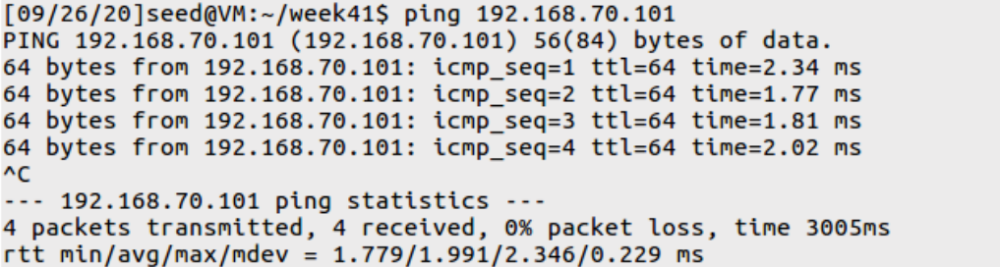 [09/26/20]seed@VM:~/week41$ ping 192.168.70.101
PING 192.168.70.101 (192.168.70.101) 56(84) bytes of data.
64 bytes from 192.168.70.101: icmp_seq=1 ttl=64 time=2.34 ms
64 bytes from 192.168.70.101: icmp_seq=2 ttl=64 time=1.77 ms
64 bytes from 192.168.70.101: icmp_seq=3 ttl=64 time=1.81 ms
64 bytes from 192.168.70.101: icmp_seq=4 ttl=64 time=2.02 ms
^C
--- 192.168.70.101 ping statistics ---
4 packets transmitted, 4 received, 0% packet loss, time 3005ms
rtt min/avg/max/mdev = 1.779/1.991/2.346/0.229 ms